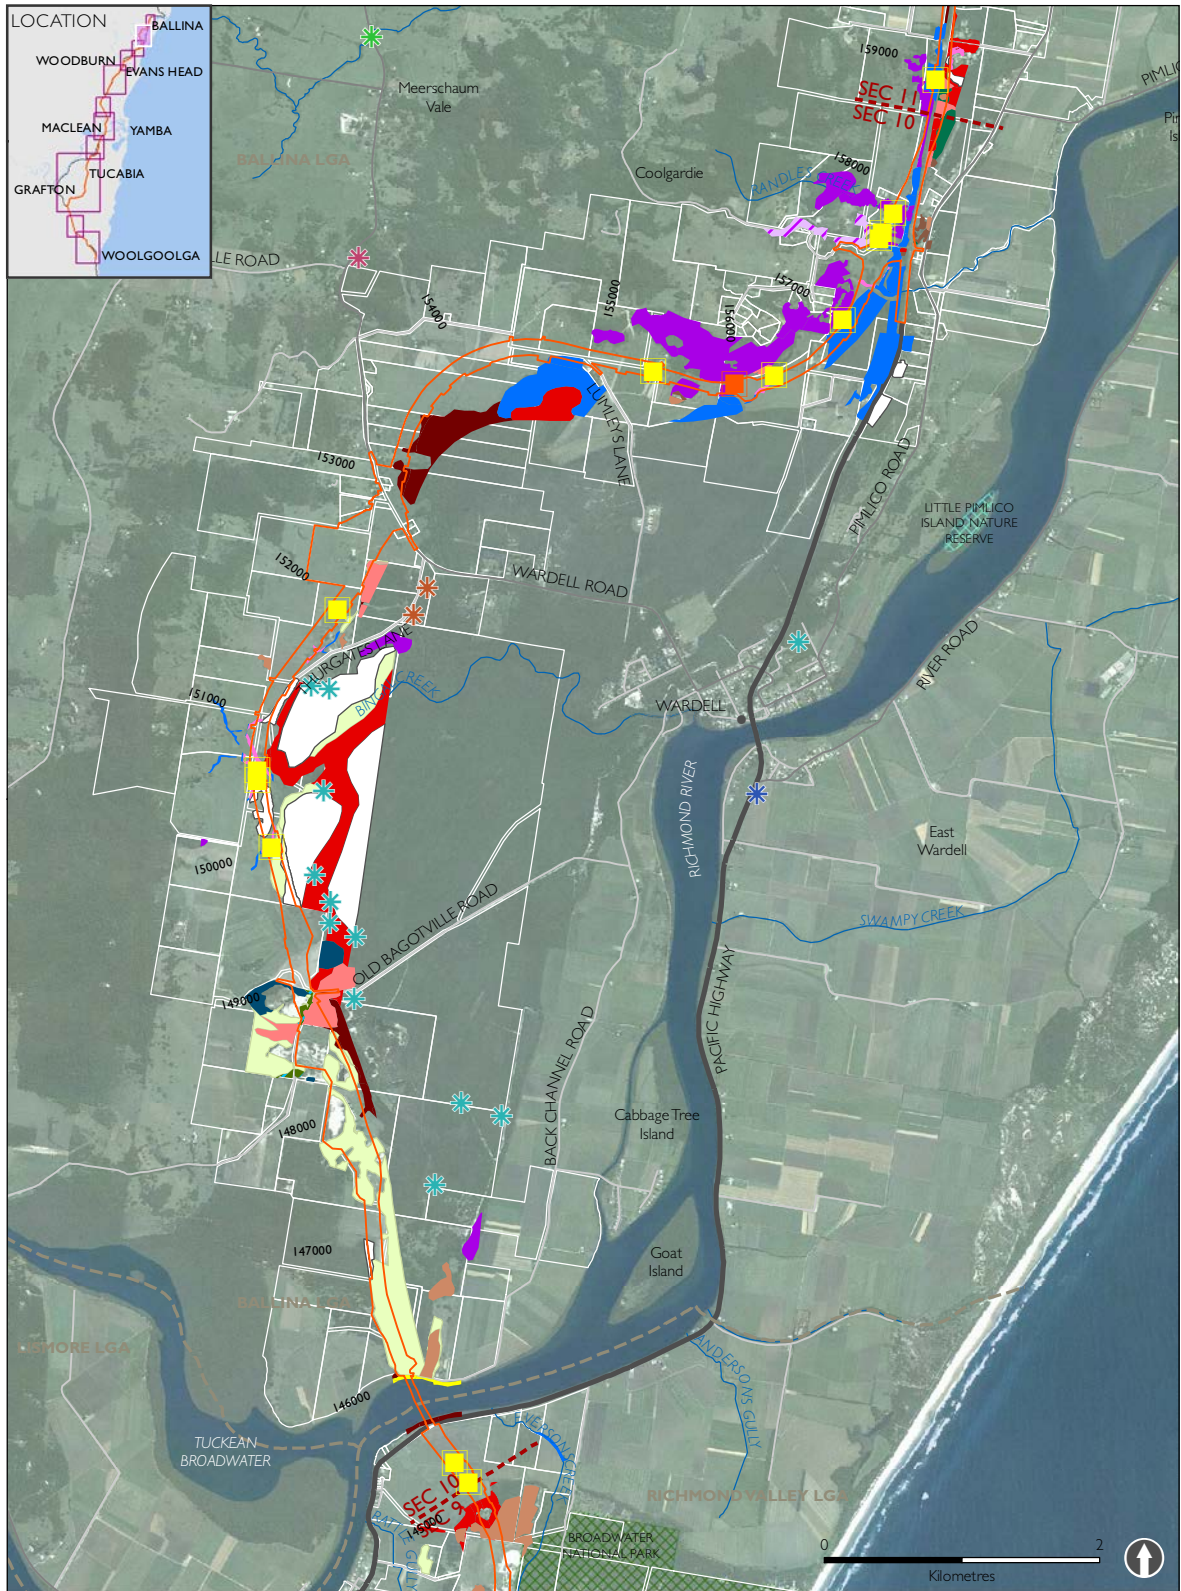 LOCATION
BALLINA
WOODBURN
EVANS HEAD
MACLEAN
YAMBA
TUCABIA
GRAFTON
WOOLGOOLGA
159000
Meerschaum
Vale
SEC 11
SEC 10
BALLINA LGA
158000
Coolgardie
RANDLES
LLE ROAD
157000
155000
154000
156000
LUMLEYS LANE
153000
PIMLICO ROAD
LITTLE PIMLICO
ISLAND NATURE
RESERVE
152000
WARDELL ROAD
THURGATES LANE
RIVER ROAD
BINGAL CREEK
151000
WARDELL
RICHMOND RIVER
East
Wardell
150000
OLD BAGOTVILLE ROAD
SWAMPY CREEK
149000
PACIFIC HIGHWAY
BACK CHANNEL ROAD
Cabbage Tree
Island
148000
147000
Goat
Island
BALLINA LGA
LISMORE LGA
ANDERSONS GULLY
146000
TUCKEAN
BROADWATER
EVERSONS CREEK
SEC 10
SEC 9
145000
RICHMOND VALLEY LGA
BROADWATER
NATIONAL PARK
0
2
Kilometres